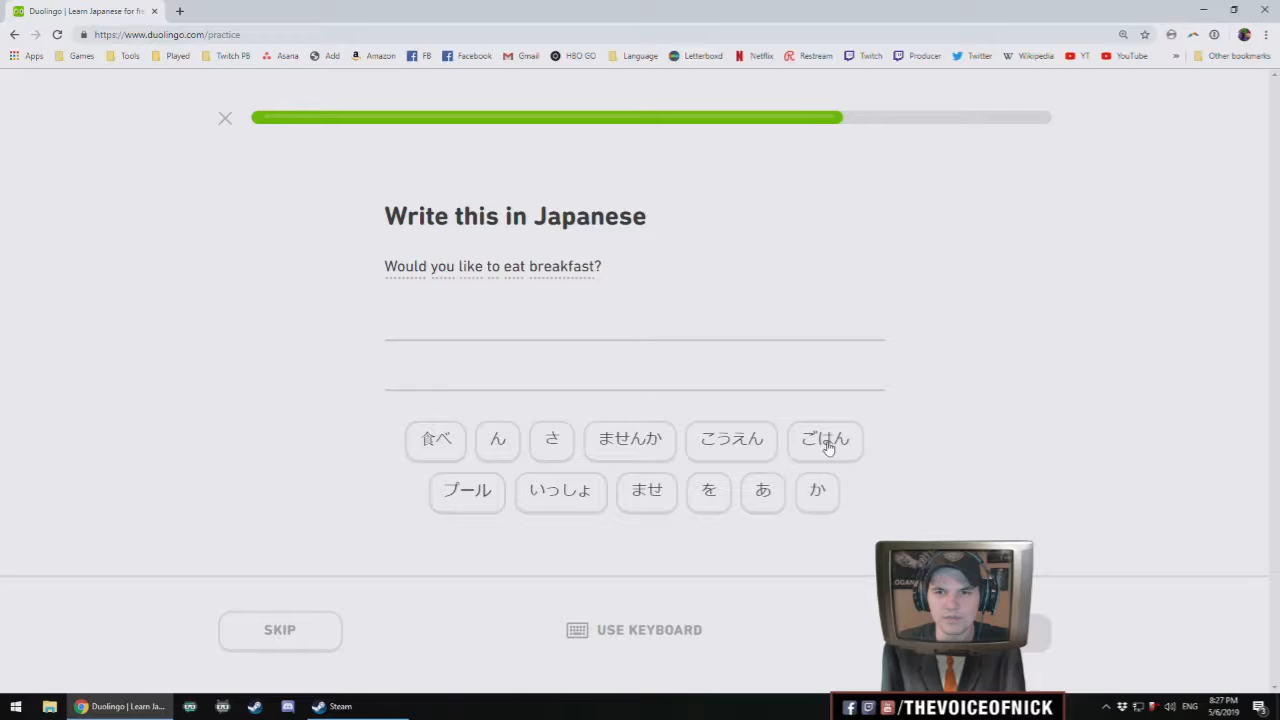 Duolingo | Learn Japanese for fr
https://www.duolingo.com/practice
Apps Games Tools Played Twitch PB Asana Add Amazon FB Facebook Gmail HBO GO Language Letterboxd Netflix Restream Twitch Producer Twitter Wikipedia YT YouTube » Other bookmarks
Write this in Japanese
Would you like to eat breakfast?
食べ ん さ ませんか こうえん ごはん
プール いっしょ ませ を あ か
SKIP
USE KEYBOARD
/THEVOICEOFNICK
Duolingo | Learn Ja...
Steam
ENG
8:27 PM
5/6/2019